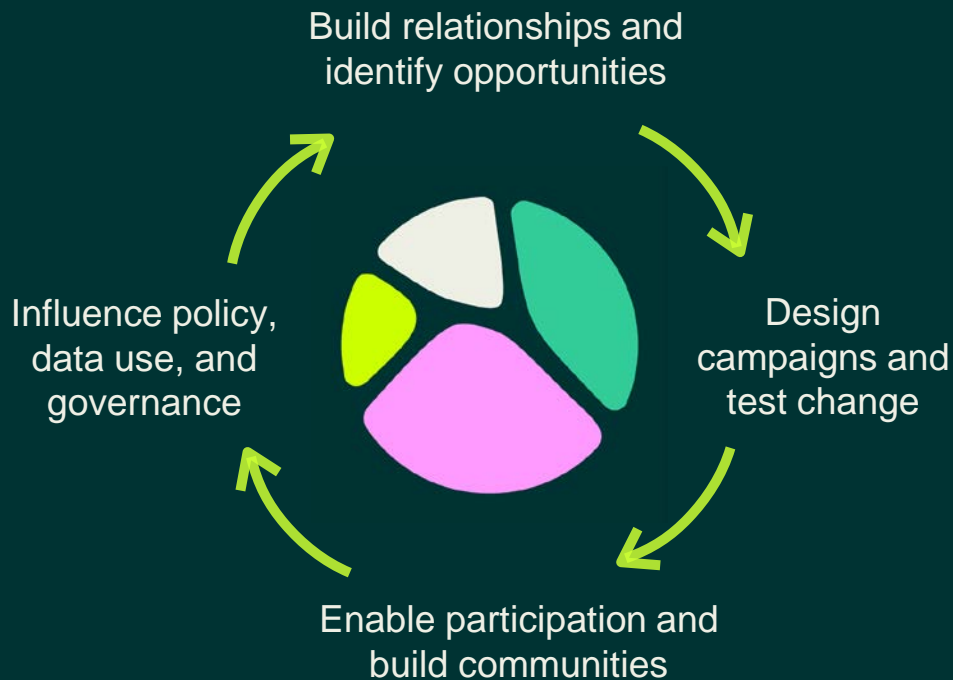 Build relationships and
identify opportunities
Design
campaigns and
test change
Enable participation and
build communities
Influence policy,
data use, and
governance